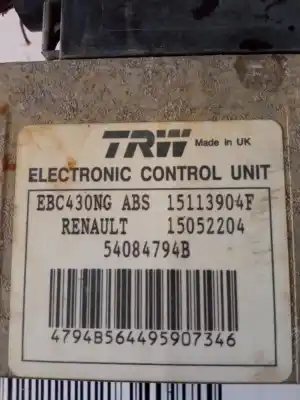 TRW Made in UK
ELECTRONIC CONTROL UNIT
EBC430NG ABS 15113904F
RENAULT 15052204
54084794B
4794B564495907346